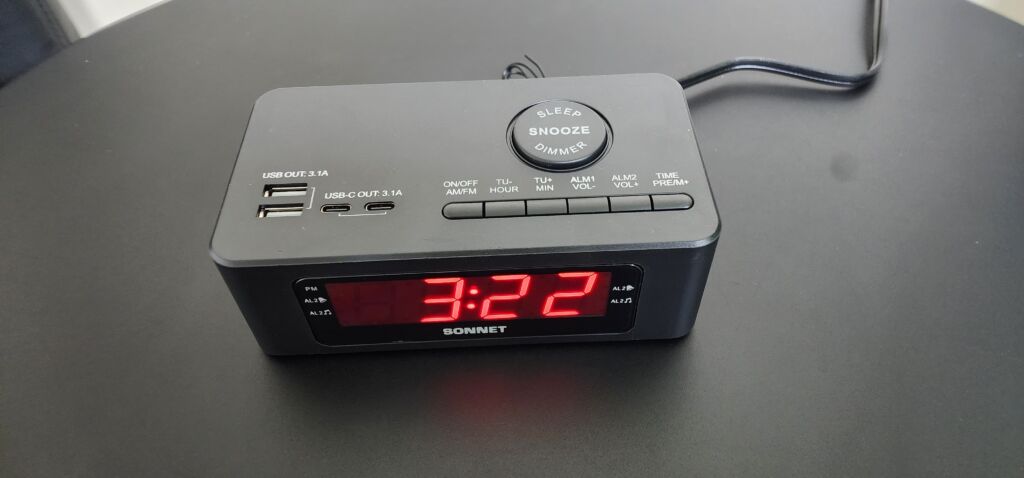 SLEEP
SNOOZE
DIMMER
USB OUT: 3.1A
USB-C OUT: 3.1A
ON/OFF TU- TU+ ALM1 ALM2 TIME
AM/FM HOUR MIN VOL- VOL+ PRE/M+
PM
3:22
AL2 AL2
AL2 AL2
SONNET